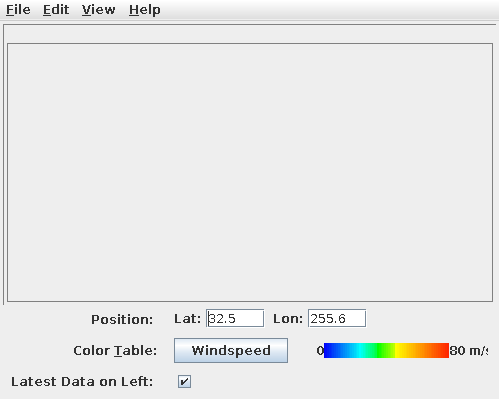 File Edit View Help
Position: Lat: 32.5 Lon: 255.6
Color Table: Windspeed 0 80 m/s
Latest Data on Left: